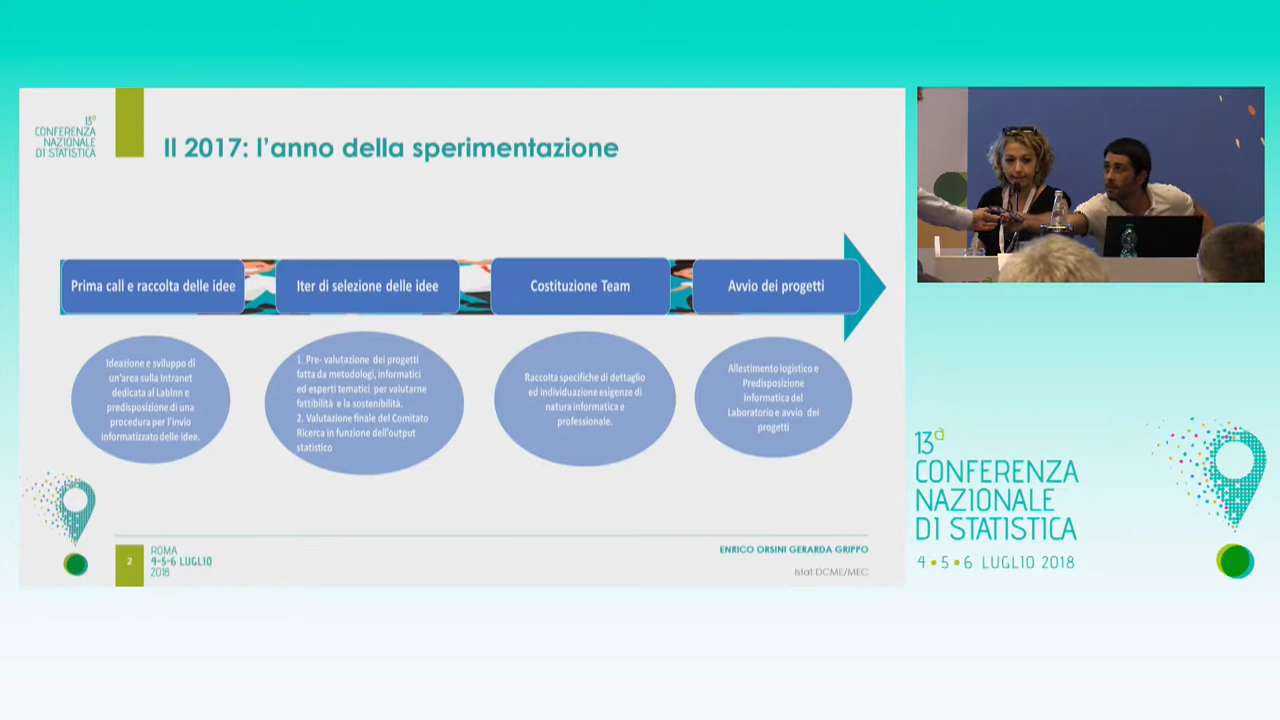 13ª
CONFERENZA
NAZIONALE
DI STATISTICA
Il 2017: l'anno della sperimentazione
Prima call e raccolta delle idee
Iter di selezione delle idee
Costituzione Team
Avvio dei progetti
Ideazione e sviluppo di
un'area sulla Intranet
dedicata al LabInn e
predisposizione di una
procedura per l'invio
informatizzato delle idee.
1. Pre- valutazione dei progetti
fatta da metodologi, informatici
ed esperti tematici per valutarne
fattibilità e la sostenibilità.
2. Valutazione finale del Comitato
Ricerca in funzione dell'output
statistico
Raccolta specifiche di dettaglio
ed individuazione esigenze di
natura informatica e
professionale.
Allestimento logistico e
Predisposizione
Informatica del
Laboratorio e avvio dei
progetti
2
ROMA
4-5-6 LUGLIO
2018
ENRICO ORSINI GERARDA GRIPPO
Istat DCME/MEC
13ª
CONFERENZA
NAZIONALE
DI STATISTICA
4 • 5 • 6 LUGLIO 2018